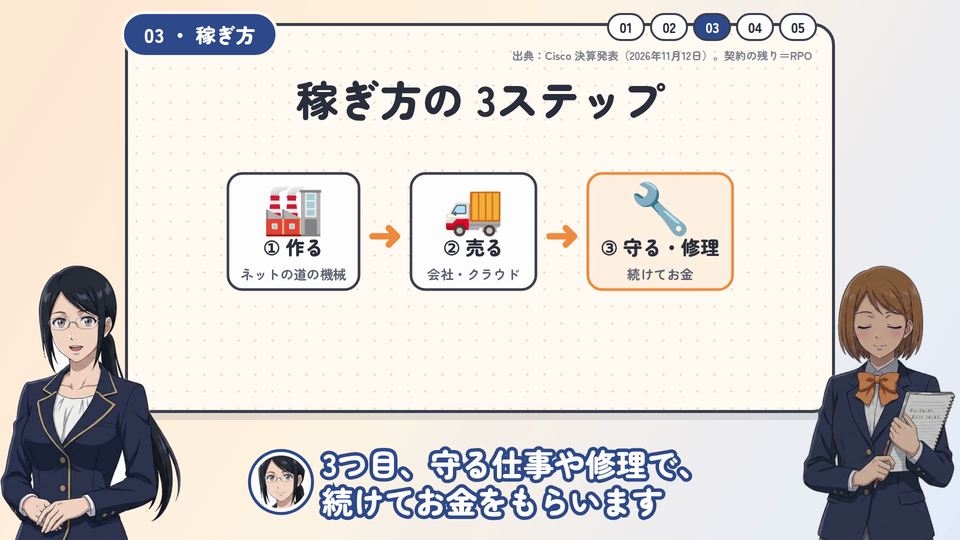 03 ・ 稼ぎ方
01 02 03 04 05
出典：Cisco 決算発表（2026年11月12日）。契約の残り＝RPO
稼ぎ方の 3ステップ
① 作る
ネットの道の機械
② 売る
会社・クラウド
③ 守る・修理
続けてお金
3つ目、守る仕事や修理で、
続けてお金をもらいます